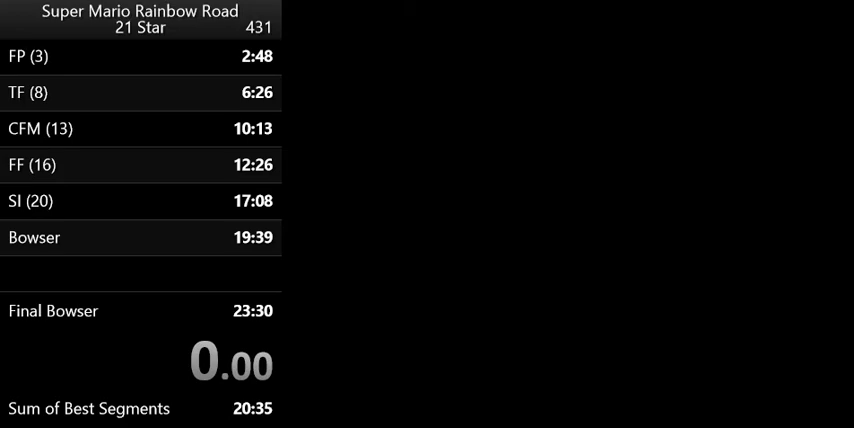 Super Mario Rainbow Road
21 Star 431
FP (3) 2:48
TF (8) 6:26
CFM (13) 10:13
FF (16) 12:26
SI (20) 17:08
Bowser 19:39
Final Bowser 23:30
0.00
Sum of Best Segments 20:35